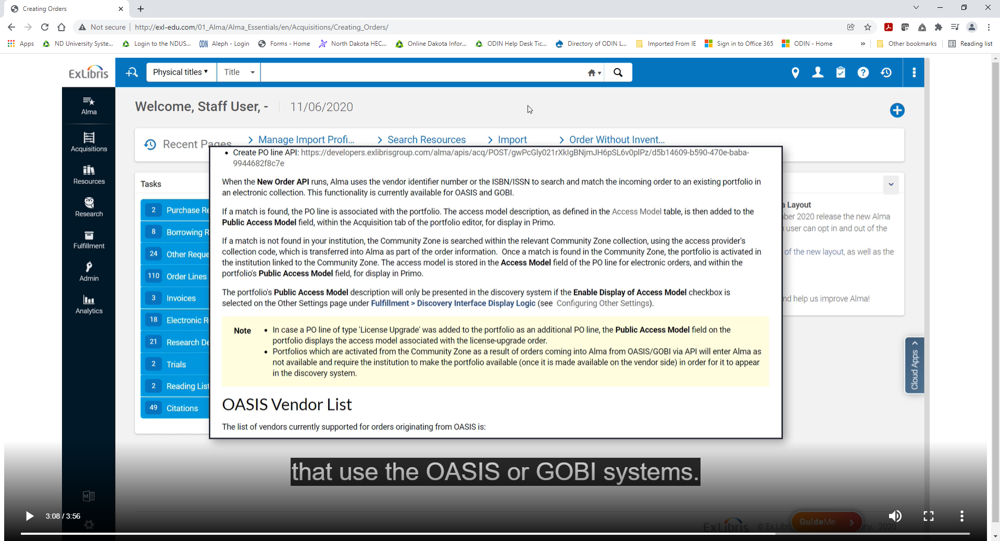 Creating Orders
Not secure
http://exl-edu.com/01_Alma/Alma_Essentials/en/Acquisitions/Creating_Orders/
Apps
ND University Syste...
Login to the NDUS...
ODIN Aleph - Login
Forms - Home
North Dakota HEC...
Online Dakota Infor...
ODIN Help Desk Tic...
Directory of ODIN L...
Imported From IE
Sign in to Office 365
ODIN - Home
»
Other bookmarks
Reading list
ExLibris
Physical titles
Title
Alma
Acquisitions
Resources
Research
Fulfillment
Admin
Analytics
Welcome, Staff User, -
11/06/2020
Recent Pages
Manage Import Profi...
Search Resources
Import
Order Without Invent...
Tasks
2 Purchase Re
8 Borrowing R
24 Other Reque
110 Order Lines
3 Invoices
18 Electronic R
21 Research De
2 Trials
2 Reading List
49 Citations
• Create PO line API: https://developers.exlibrisgroup.com/alma/apis/acq/POST/gwPcGly021rXkIgBNjmJH6pSL6v0plPz/d5b14609-b590-470e-baba-
9944682f8c7e
When the New Order API runs, Alma uses the vendor identifier number or the ISBN/ISSN to search and match the incoming order to an existing portfolio in
an electronic collection. This functionality is currently available for OASIS and GOBI.
If a match is found, the PO line is associated with the portfolio. The access model description, as defined in the Access Model table, is then added to the
Public Access Model field, within the Acquisition tab of the portfolio editor, for display in Primo.
If a match is not found in your institution, the Community Zone is searched within the relevant Community Zone collection, using the access provider's
collection code, which is transferred into Alma as part of the order information. Once a match is found in the Community Zone, the portfolio is activated in
the institution linked to the Community Zone. The access model is stored in the Access Model field of the PO line for electronic orders, and within the
portfolio's Public Access Model field, for display in Primo.
The portfolio's Public Access Model description will only be presented in the discovery system if the Enable Display of Access Model checkbox is
selected on the Other Settings page under Fulfillment > Discovery Interface Display Logic (see Configuring Other Settings).
Note
• In case a PO line of type 'License Upgrade' was added to the portfolio as an additional PO line, the Public Access Model field on the
portfolio displays the access model associated with the license-upgrade order.
• Portfolios which are activated from the Community Zone as a result of orders coming into Alma from OASIS/GOBI via API will enter Alma as
not available and require the institution to make the portfolio available (once it is made available on the vendor side) in order for it to appear
in the discovery system.
OASIS Vendor List
The list of vendors currently supported for orders originating from OASIS is:
a Layout
ber 2020 release the new Alma
user can opt in and out of the
of the new layout, as well as the
nd help us improve Alma!
Cloud Apps
that use the OASIS or GOBI systems.
3:08 / 3:56
ExLibris
© Ex Libri
GuideMe
ny, 2020